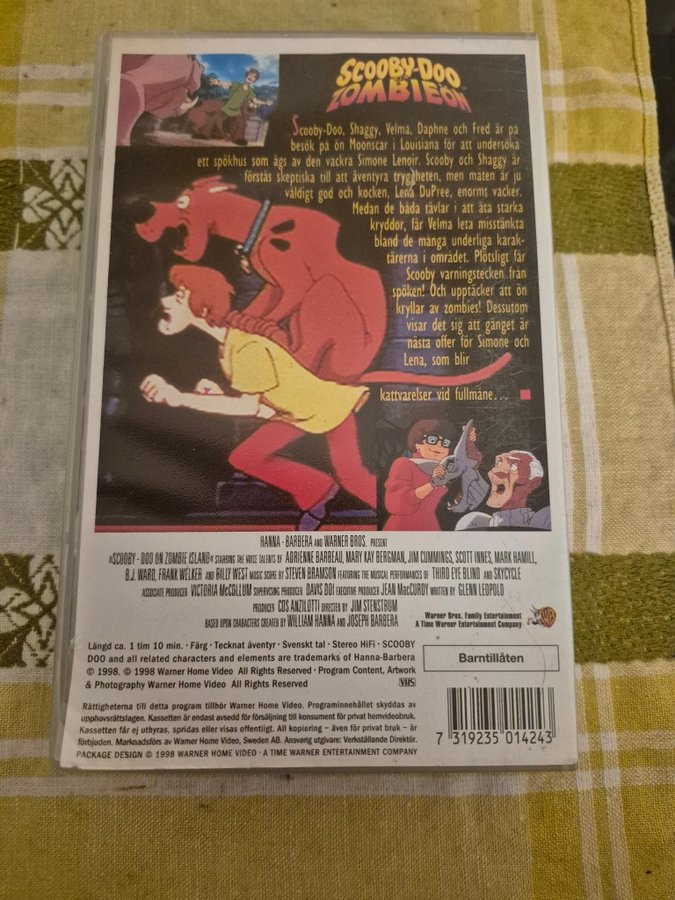 SCOOBY-DOO
ZOMBIEÖN
Scooby-Doo, Shaggy, Velma, Daphne och Fred är på
besök på ön Moonscar i Louisiana för att undersöka
ett spökhus som ägs av den vackra Simone Lenoir. Scooby och Shaggy är
förstås skeptiska till att äventyra tryggheten, men maten är ju
väldigt god och kocken, Lena DuPree, enormt vacker.
Medan de båda tävlar i att äta starka
kryddor, får Velma leta misstänkta
bland de många underliga karak-
tärerna i området. Plötsligt får
Scooby varningstecken från
spöken! Och upptäcker att ön
kryllar av zombies! Dessutom
visar det sig att gänget är
nästa offer för Simone och
Lena, som blir
kattvarelser vid fullmåne...
HANNA-BARBERA AND WARNER BROS. PRESENT
»SCOOBY-DOO ON ZOMBIE ISLAND« STARRING THE VOICE TALENTS OF ADRIENNE BARBEAU, MARY KAY BERGMAN, JIM CUMMINGS, SCOTT INNES, MARK HAMILL,
B.J. WARD, FRANK WELKER AND BILLY WEST MUSIC SCORE BY STEVEN BRAMSON FEATURING THE MUSICAL PERFORMANCES OF THIRD EYE BLIND AND SKYCYCLE
ASSOCIATE PRODUCER VICTORIA McCOLLUM SUPERVISING PRODUCER DAVIS DOI EXECUTIVE PRODUCER JEAN MacCURDY WRITTEN BY GLENN LEOPOLD
PRODUCER COS ANZILOTTI DIRECTED BY JIM STENSTRUM
BASED UPON CHARACTERS CREATED BY WILLIAM HANNA AND JOSEPH BARBERA
Warner Bros. Family Entertainment
A Time Warner Entertainment Company
Längd ca. 1 tim 10 min. · Färg · Tecknat äventyr · Svenskt tal · Stereo HiFi · SCOOBY
DOO and all related characters and elements are trademarks of Hanna-Barbera
© 1998. © 1998 Warner Home Video All Rights Reserved · Program Content, Artwork
& Photography Warner Home Video All Rights Reserved
VHS
Barntillåten
Rättigheterna till detta program tillhör Warner Home Video. Programinnehållet skyddas av
upphovsrättslagen. Kassetten är endast avsedd för försäljning till konsument för privat hemvideobruk.
Kassetten får ej uthyras, spridas eller visas offentligt. All kopiering – även för privat bruk – är
förbjuden. Marknadsförs av Warner Home Video, Sweden AB. Ansvarig utgivare: Verkställande Direktör.
PACKAGE DESIGN © 1998 WARNER HOME VIDEO · A TIME WARNER ENTERTAINMENT COMPANY
7 319235 014243